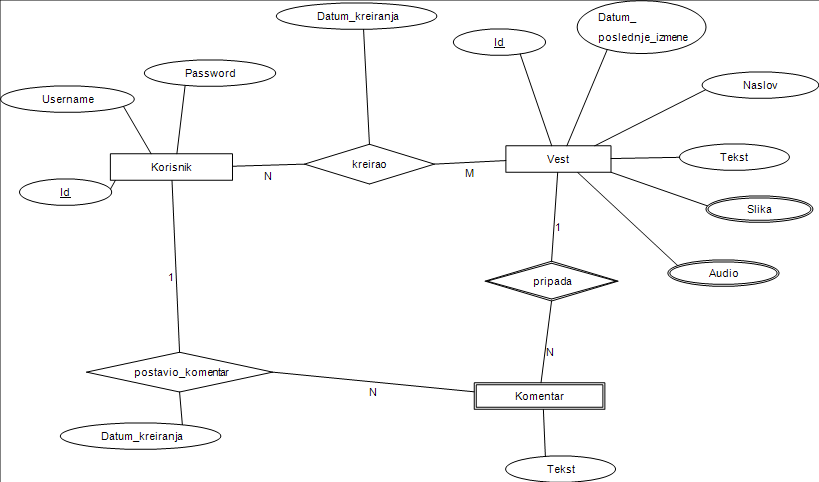 Datum_kreiranja
Datum_
poslednje_izmene
Id
Password
Naslov
Username
Korisnik
kreirao
Vest
Tekst
N
M
Id
Slika
1
Audio
1
pripada
N
postavio_komentar
N
Komentar
Datum_kreiranja
Tekst